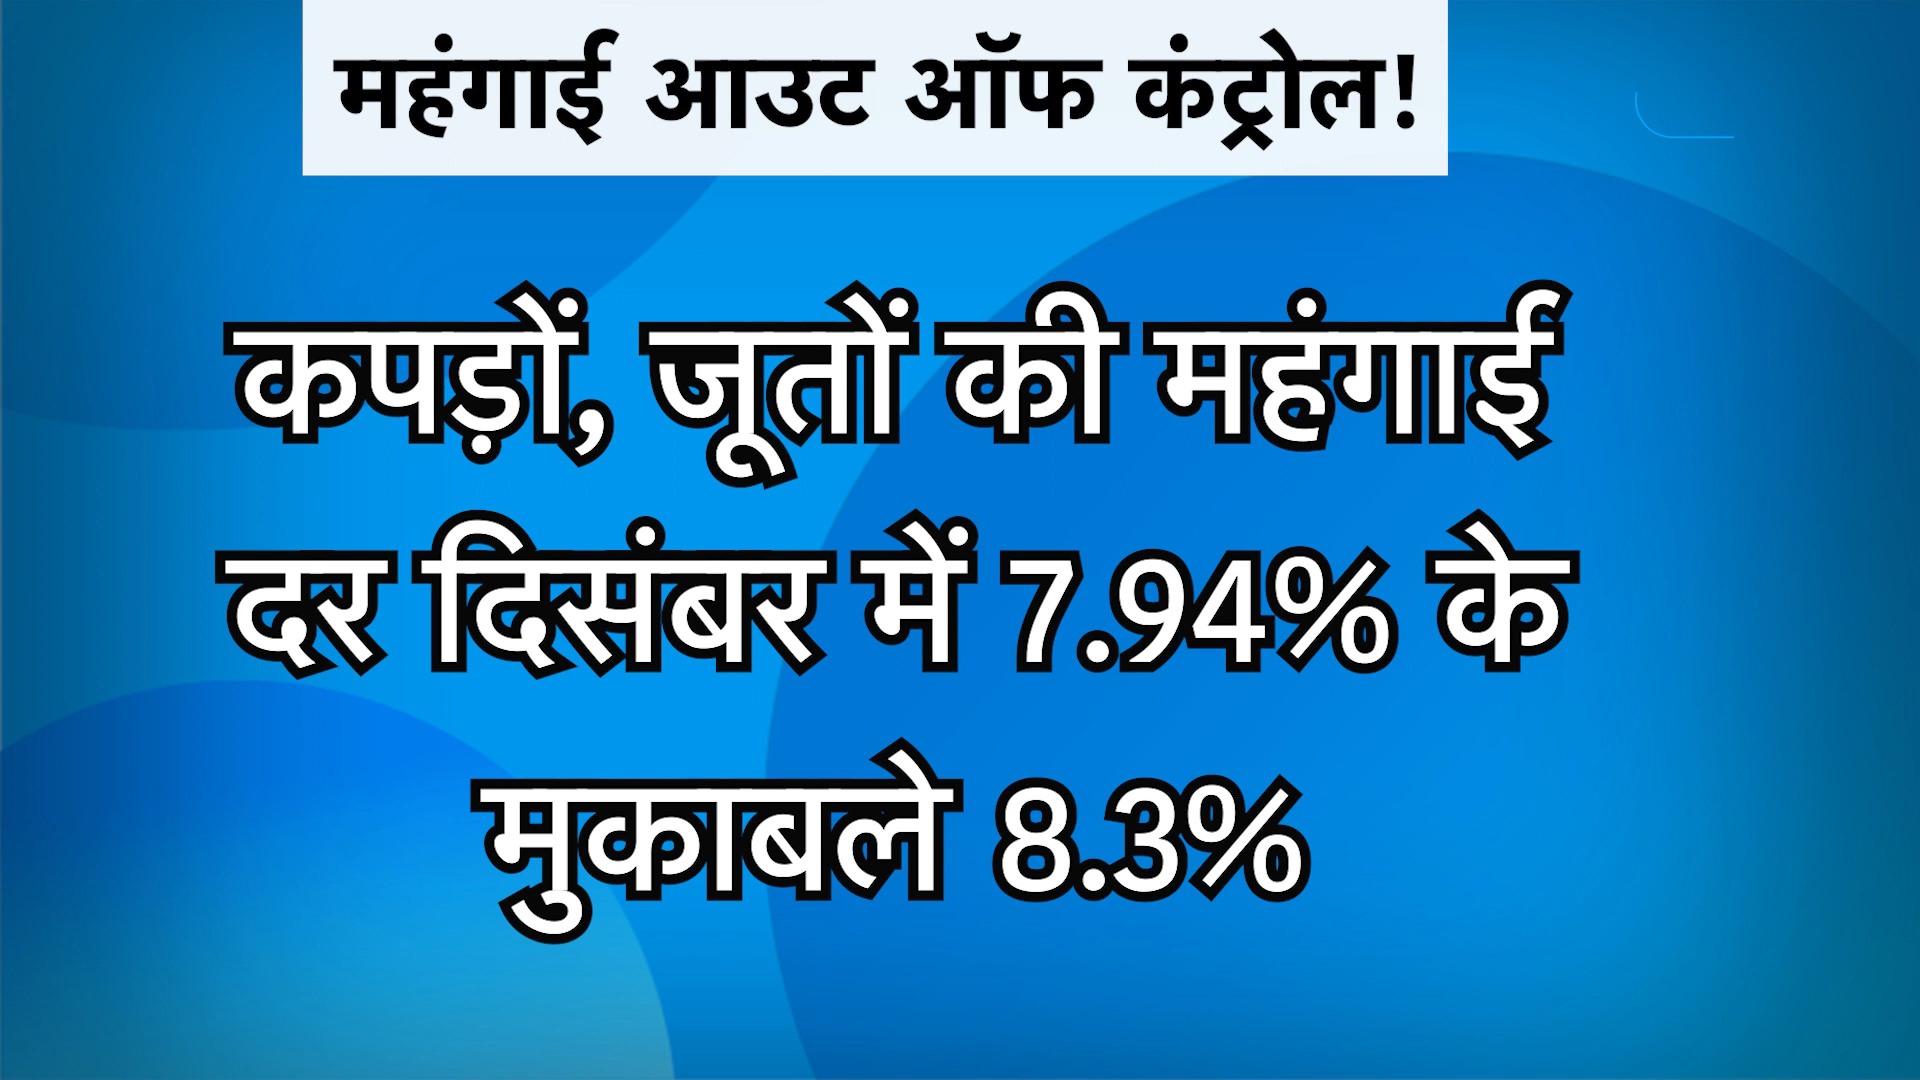 महंगाई आउट ऑफ कंट्रोल!
कपड़ों, जूतों की महंगाई
दर दिसंबर में 7.94% के
मुकाबले 8.3%